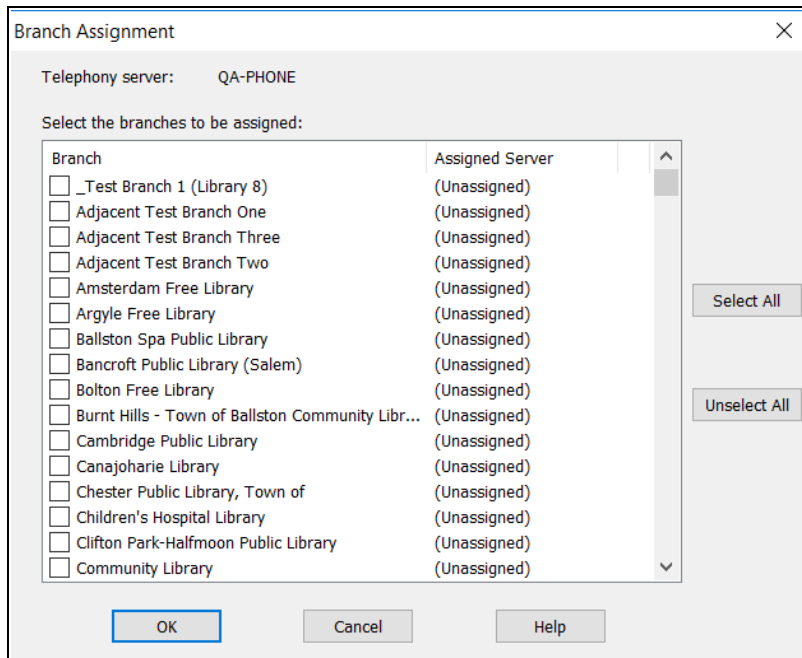 Branch Assignment
Telephony server: QA-PHONE
Select the branches to be assigned:
Branch Assigned Server
_Test Branch 1 (Library 8) (Unassigned)
Adjacent Test Branch One (Unassigned)
Adjacent Test Branch Three (Unassigned)
Adjacent Test Branch Two (Unassigned)
Amsterdam Free Library (Unassigned)
Argyle Free Library (Unassigned)
Ballston Spa Public Library (Unassigned)
Bancroft Public Library (Salem) (Unassigned)
Bolton Free Library (Unassigned)
Burnt Hills - Town of Ballston Community Libr... (Unassigned)
Cambridge Public Library (Unassigned)
Canajoharie Library (Unassigned)
Chester Public Library, Town of (Unassigned)
Children's Hospital Library (Unassigned)
Clifton Park-Halfmoon Public Library (Unassigned)
Community Library (Unassigned)
Select All
Unselect All
OK Cancel Help